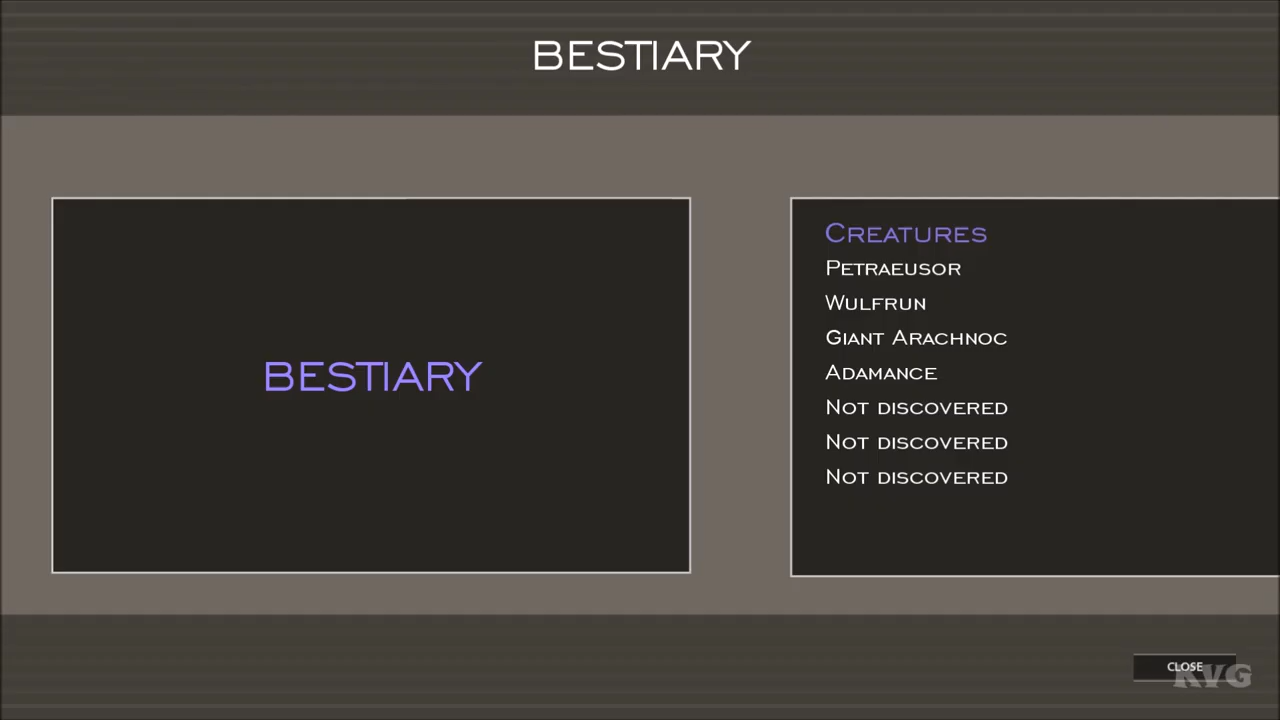 BESTIARY
BESTIARY
CREATURES
PETRAEUSOR
WULFRUN
GIANT ARACHNOC
ADAMANCE
NOT DISCOVERED
NOT DISCOVERED
NOT DISCOVERED
CLOSE
KVG